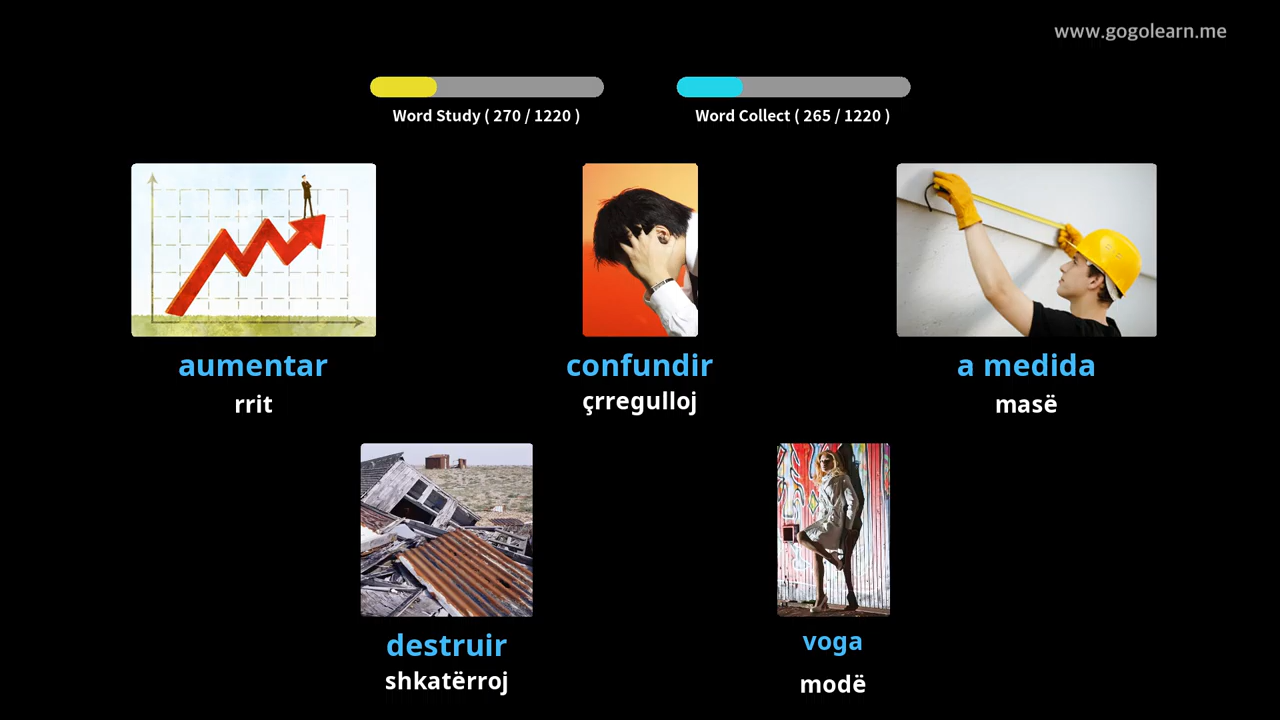 www.gogolearn.me
Word Study ( 270 / 1220 )
Word Collect ( 265 / 1220 )
aumentar
rrit
confundir
çrregulloj
a medida
masë
destruir
shkatërroj
voga
modë